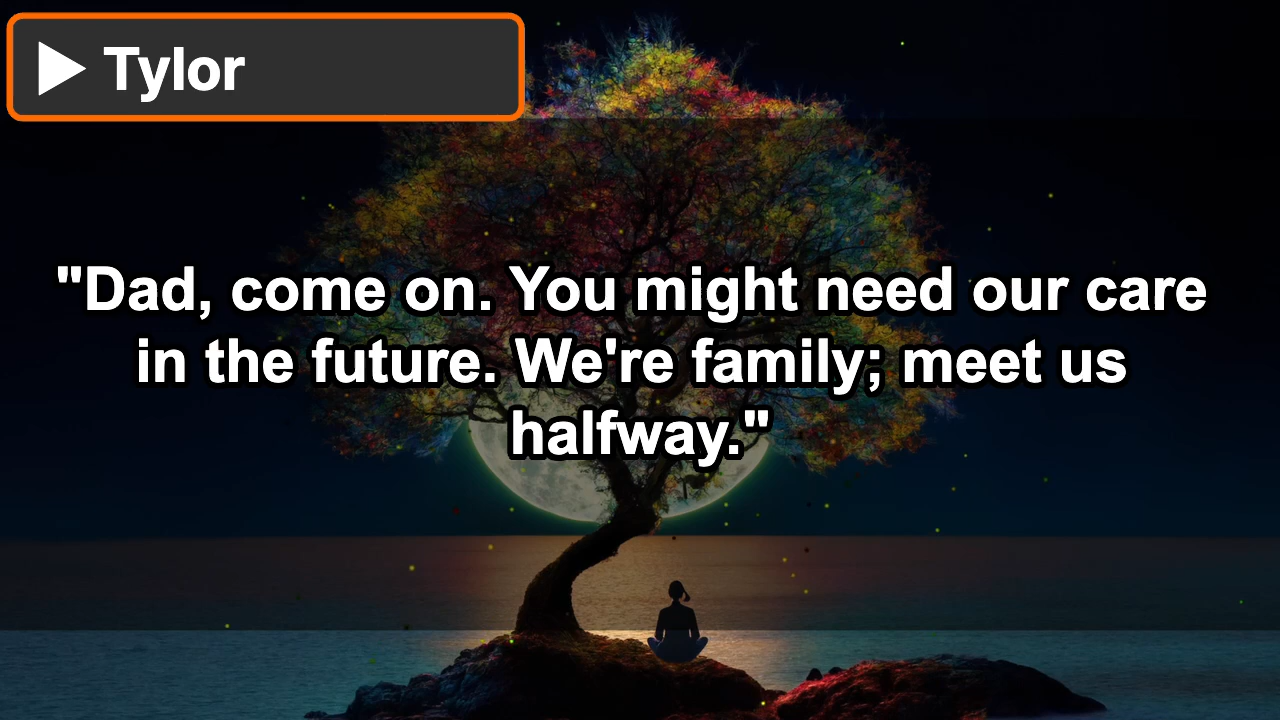 Tylor
"Dad, come on. You might need our care
in the future. We're family; meet us
halfway."